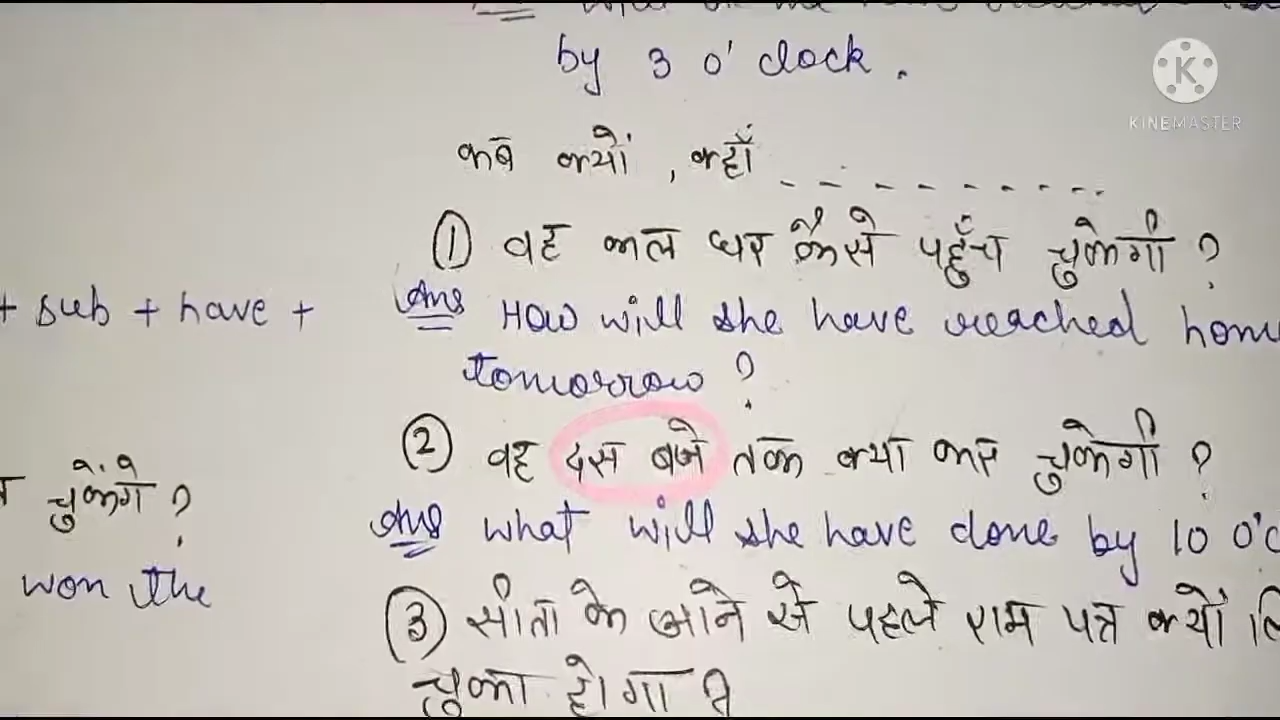 by 3 o'clock.
KINEMASTER
कब क्यों, कहाँ ----------
① वह कल घर कैसे पहुँच चुकेगी ?
+ sub + have +
Ans How will she have reached home
tomorrow ?
② वह दस बजे तक क्या कर चुकेगी ?
चुकेंगे ?
Ans what will she have done by 10 o'c
won the
③ सीता के आने से पहले राम पत्र क्यों लि
चुका होगा ?